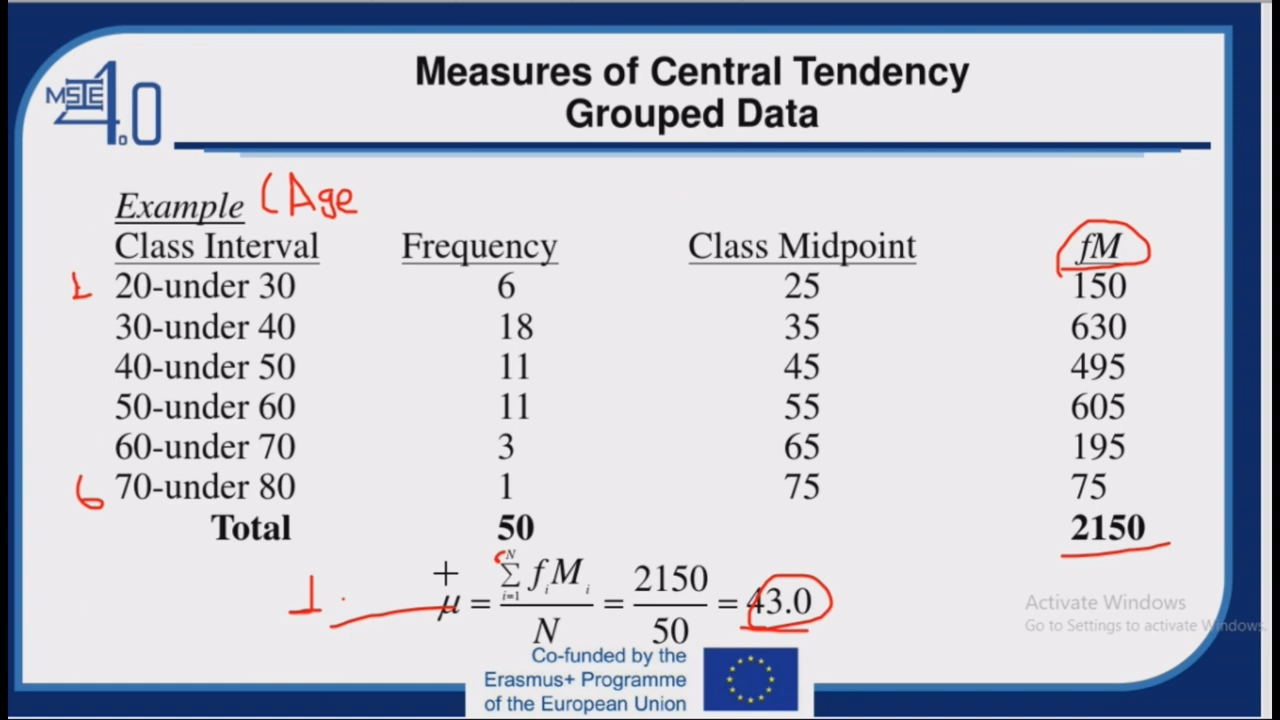 Measures of Central Tendency
Grouped Data
MSIE 4.0
Example (Age
Class Interval Frequency Class Midpoint fM
1 20-under 30 6 25 150
30-under 40 18 35 630
40-under 50 11 45 495
50-under 60 11 55 605
60-under 70 3 65 195
6 70-under 80 1 75 75
Total 50 2150
1. μ = ∑ᵢ₌₁ᴺ fᵢMᵢ / N = 2150 / 50 = 43.0
Activate Windows
Go to Settings to activate Windows.
Co-funded by the
Erasmus+ Programme
of the European Union